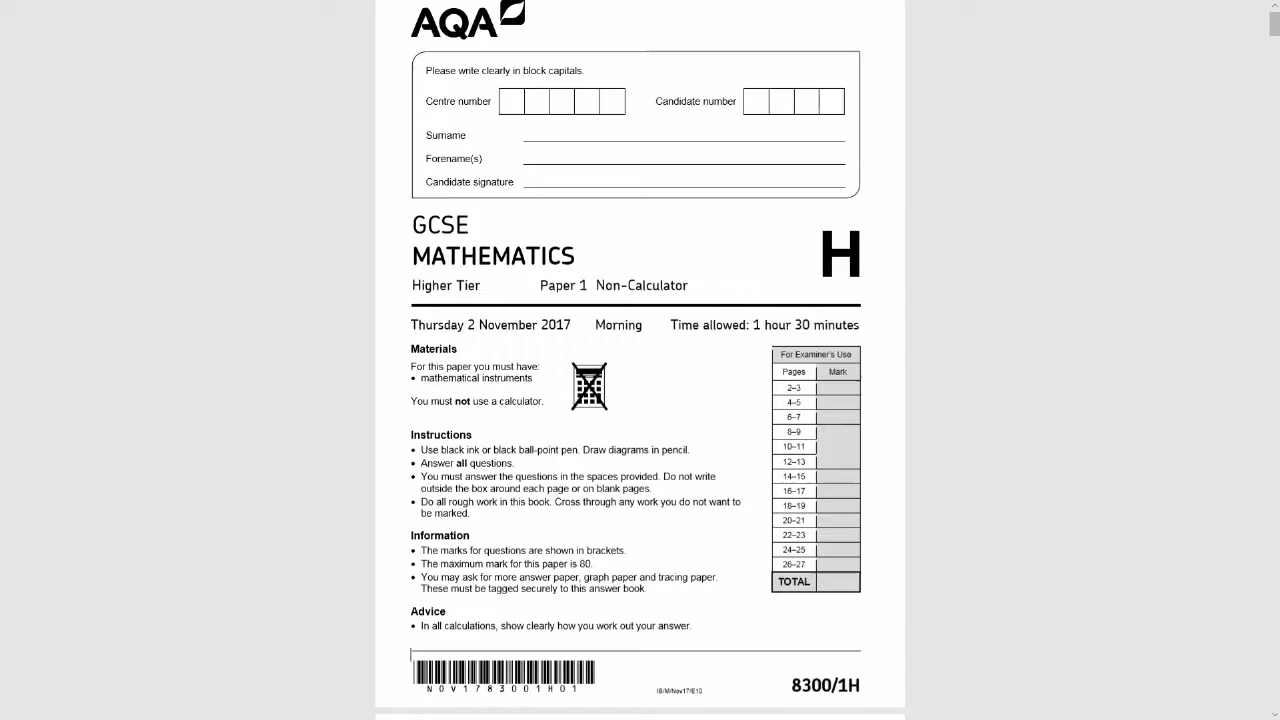 AQA
Please write clearly in block capitals.
Centre number
Candidate number
Surname
Forename(s)
Candidate signature
GCSE
MATHEMATICS
H
Higher Tier Paper 1 Non-Calculator
Thursday 2 November 2017 Morning Time allowed: 1 hour 30 minutes
Materials
For this paper you must have:
• mathematical instruments
You must not use a calculator.
Instructions
• Use black ink or black ball-point pen. Draw diagrams in pencil.
• Answer all questions.
• You must answer the questions in the spaces provided. Do not write
outside the box around each page or on blank pages.
• Do all rough work in this book. Cross through any work you do not want to
be marked.
Information
• The marks for questions are shown in brackets.
• The maximum mark for this paper is 80.
• You may ask for more answer paper, graph paper and tracing paper.
These must be tagged securely to this answer book.
Advice
• In all calculations, show clearly how you work out your answer.
For Examiner's Use
Pages Mark
2–3
4–5
6–7
8–9
10–11
12–13
14–15
16–17
18–19
20–21
22–23
24–25
26–27
TOTAL
NOV1783001H01
IB/M/Nov17/E10
8300/1H